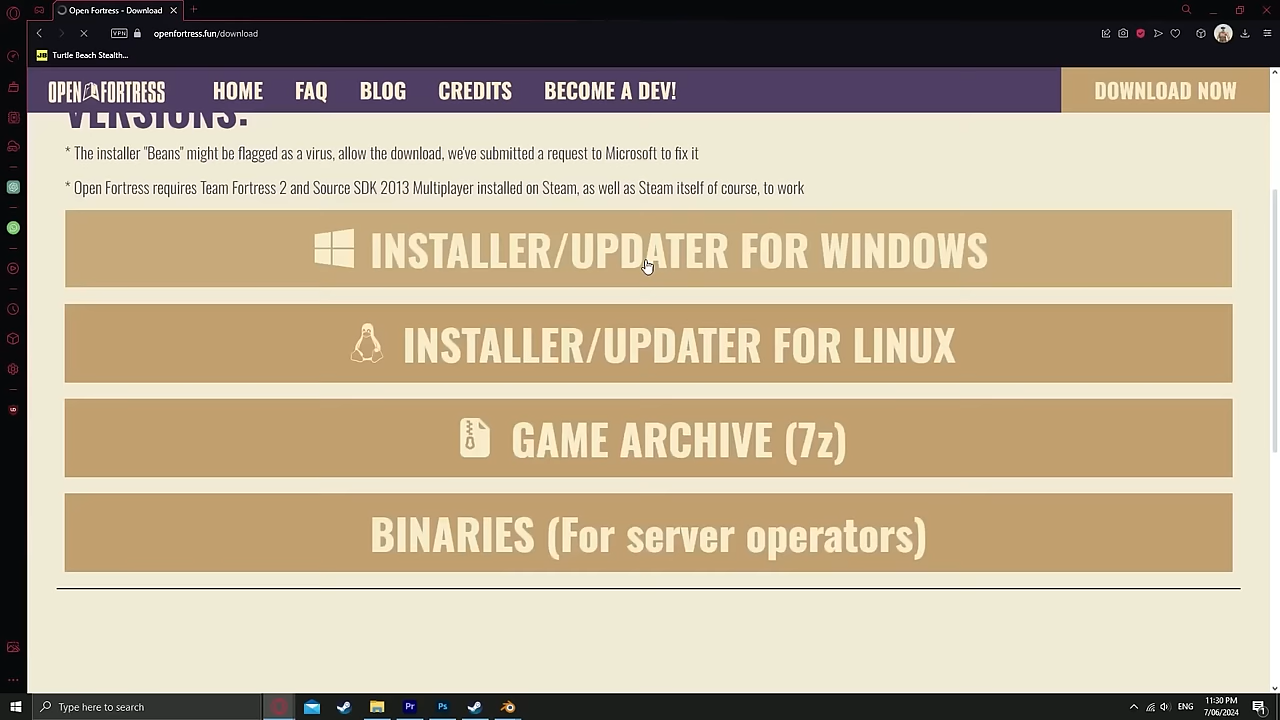 Open Fortress - Download
VPN
openfortress.fun/download
Turtle Beach Stealth...
OPEN FORTRESS
HOME
FAQ
BLOG
CREDITS
BECOME A DEV!
DOWNLOAD NOW
VERSIONS:
* The installer "Beans" might be flagged as a virus, allow the download, we've submitted a request to Microsoft to fix it
* Open Fortress requires Team Fortress 2 and Source SDK 2013 Multiplayer installed on Steam, as well as Steam itself of course, to work
INSTALLER/UPDATER FOR WINDOWS
INSTALLER/UPDATER FOR LINUX
GAME ARCHIVE (7z)
BINARIES (For server operators)
Type here to search
Pr
Ps
ENG
11:30 PM
7/06/2024